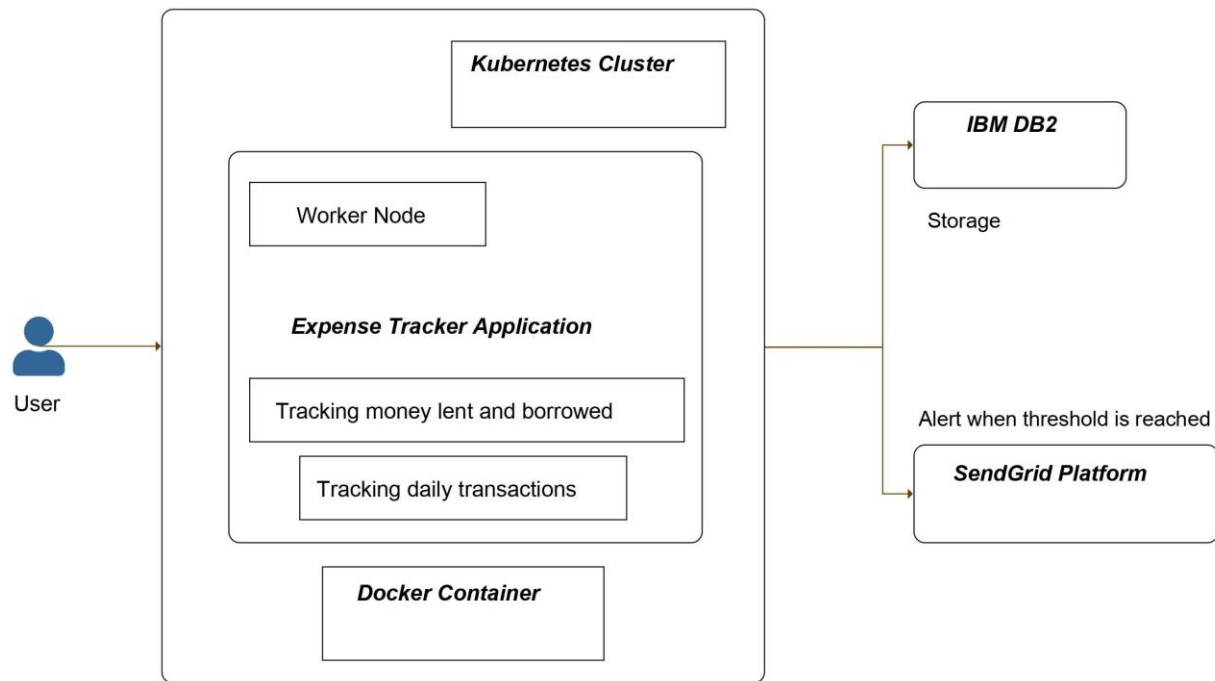 Kubernetes Cluster
IBM DB2
Worker Node
Storage
Expense Tracker Application
User
Tracking money lent and borrowed
Alert when threshold is reached
SendGrid Platform
Tracking daily transactions
Docker Container